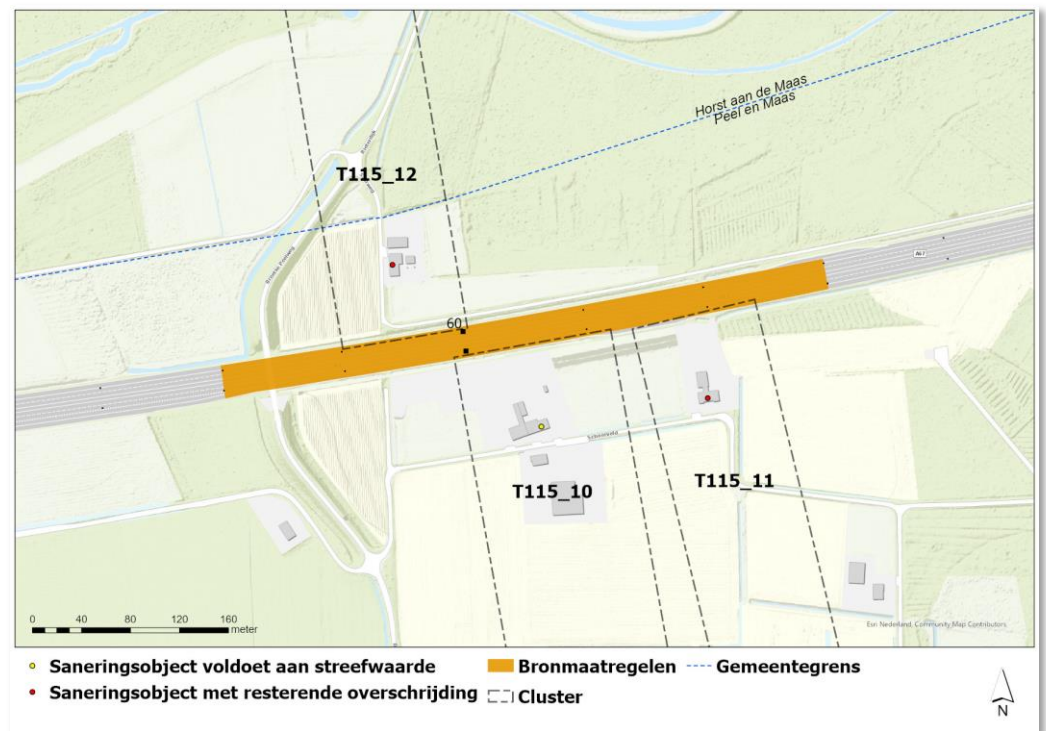 Horst aan de Maas
Peel en Maas
T115_12
A67
60
T115_10
T115_11
0 40 80 120 160
meter
Esri Nederland, Community Map Contributors
Saneringsobject voldoet aan streefwaarde
Bronmaatregelen
Gemeentegrens
Saneringsobject met resterende overschrijding
Cluster
N